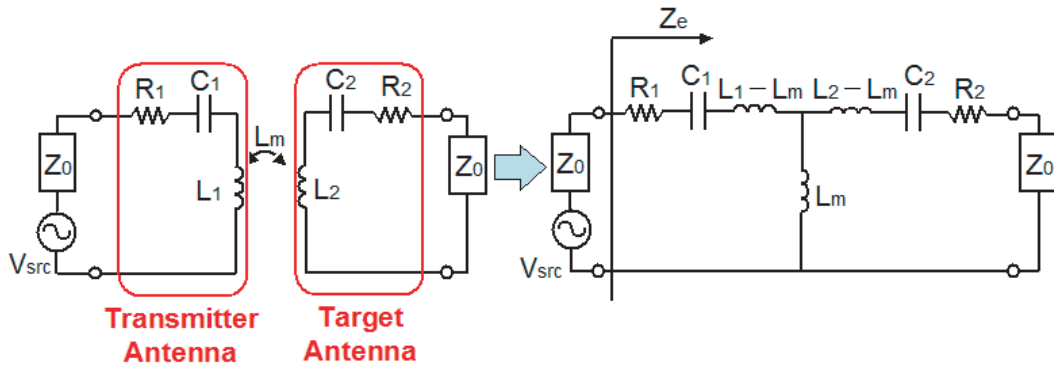 Ze
C1
C2
R1
R2
Lm
Z0
L1
L2
Z0
Vsrc
Transmitter
Antenna
Target
Antenna
R1
C1
L1 – Lm
L2 – Lm
C2
R2
Z0
Lm
Z0
Vsrc